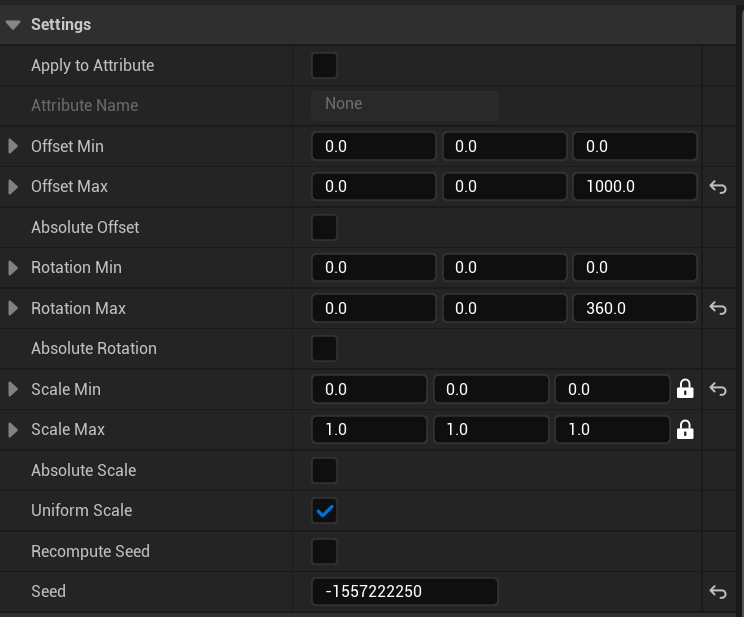 Settings
Apply to Attribute
Attribute Name None
Offset Min 0.0 0.0 0.0
Offset Max 0.0 0.0 1000.0
Absolute Offset
Rotation Min 0.0 0.0 0.0
Rotation Max 0.0 0.0 360.0
Absolute Rotation
Scale Min 0.0 0.0 0.0
Scale Max 1.0 1.0 1.0
Absolute Scale
Uniform Scale
Recompute Seed
Seed -1557222250